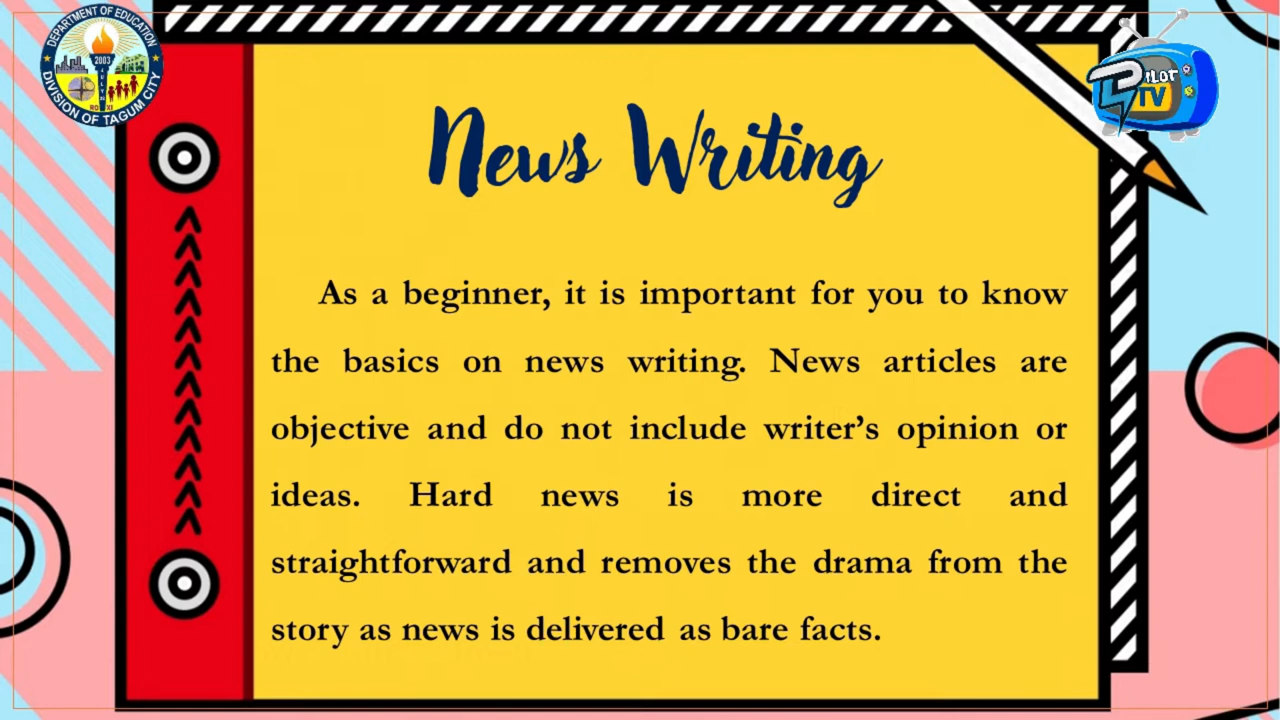 DEPARTMENT OF EDUCATION
2003
RO XI
DIVISION OF TAGUM CITY
PILOT
TV
News Writing
As a beginner, it is important for you to know
the basics on news writing. News articles are
objective and do not include writer’s opinion or
ideas. Hard news is more direct and
straightforward and removes the drama from the
story as news is delivered as bare facts.